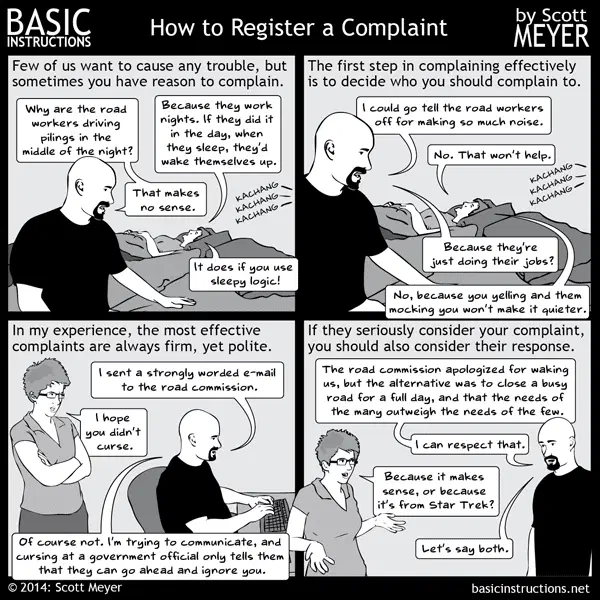 BASIC
INSTRUCTIONS
How to Register a Complaint
by Scott
MEYER
Few of us want to cause any trouble, but
sometimes you have reason to complain.
Why are the road
workers driving
pilings in the
middle of the night?
Because they work
nights. If they did it
in the day, when
they sleep, they'd
wake themselves up.
That makes
no sense.
KACHANG
KACHANG
KACHANG
It does if you use
sleepy logic!
The first step in complaining effectively
is to decide who you should complain to.
I could go tell the road workers
off for making so much noise.
No. That won't help.
KACHANG
KACHANG
KACHANG
Because they're
just doing their jobs?
No, because you yelling and them
mocking you won't make it quieter.
In my experience, the most effective
complaints are always firm, yet polite.
I sent a strongly worded e-mail
to the road commission.
I hope
you didn't
curse.
Of course not. I'm trying to communicate, and
cursing at a government official only tells them
that they can go ahead and ignore you.
If they seriously consider your complaint,
you should also consider their response.
The road commission apologized for waking
us, but the alternative was to close a busy
road for a full day, and that the needs of
the many outweigh the needs of the few.
I can respect that.
Because it makes
sense, or because
it's from Star Trek?
Let's say both.
© 2014: Scott Meyer
basicinstructions.net